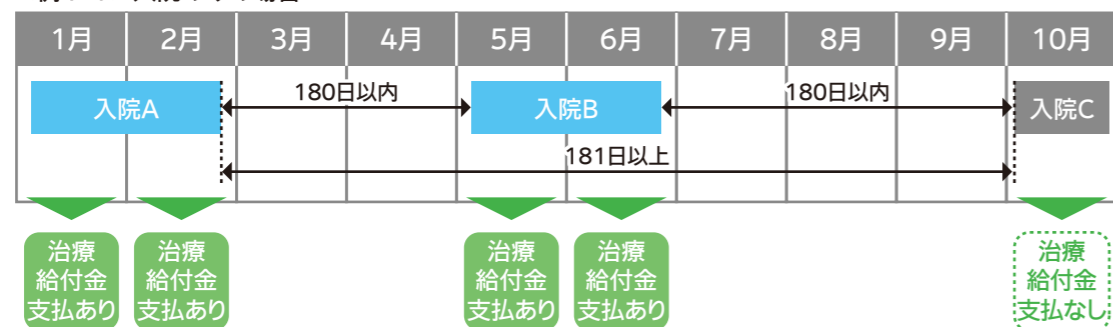 1月 2月 3月 4月 5月 6月 7月 8月 9月 10月
入院A 180日以内 入院B 180日以内 入院C
181日以上
治療 治療 治療 治療 治療
給付金 給付金 給付金 給付金 給付金
支払あり 支払あり 支払あり 支払あり 支払なし